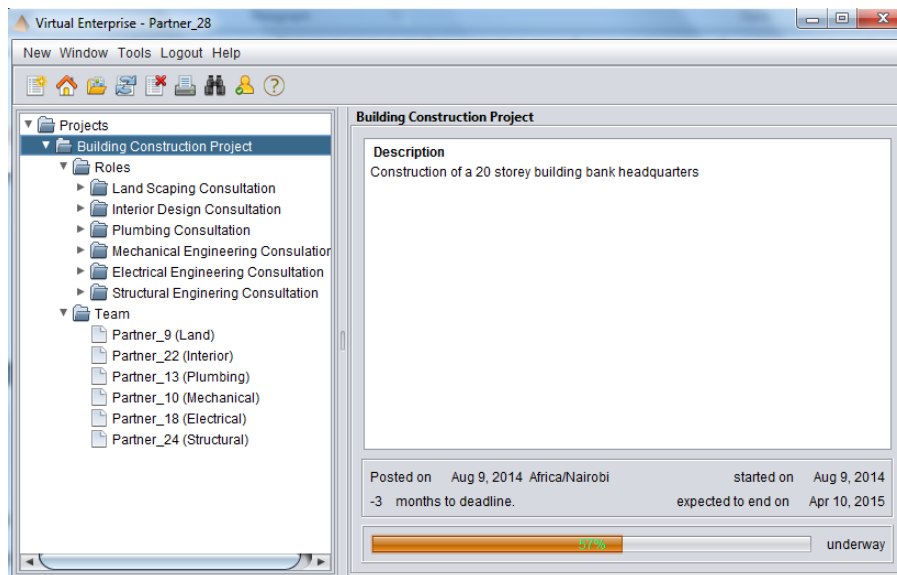 Virtual Enterprise - Partner_28
New Window Tools Logout Help
Projects
Building Construction Project
Roles
Land Scaping Consultation
Interior Design Consultation
Plumbing Consultation
Mechanical Engineering Consulation
Electrical Engineering Consultation
Structural Enginering Consultation
Team
Partner_9 (Land)
Partner_22 (Interior)
Partner_13 (Plumbing)
Partner_10 (Mechanical)
Partner_18 (Electrical)
Partner_24 (Structural)
Building Construction Project
Description
Construction of a 20 storey building bank headquarters
Posted on Aug 9, 2014 Africa/Nairobi started on Aug 9, 2014
-3 months to deadline. expected to end on Apr 10, 2015
57% underway